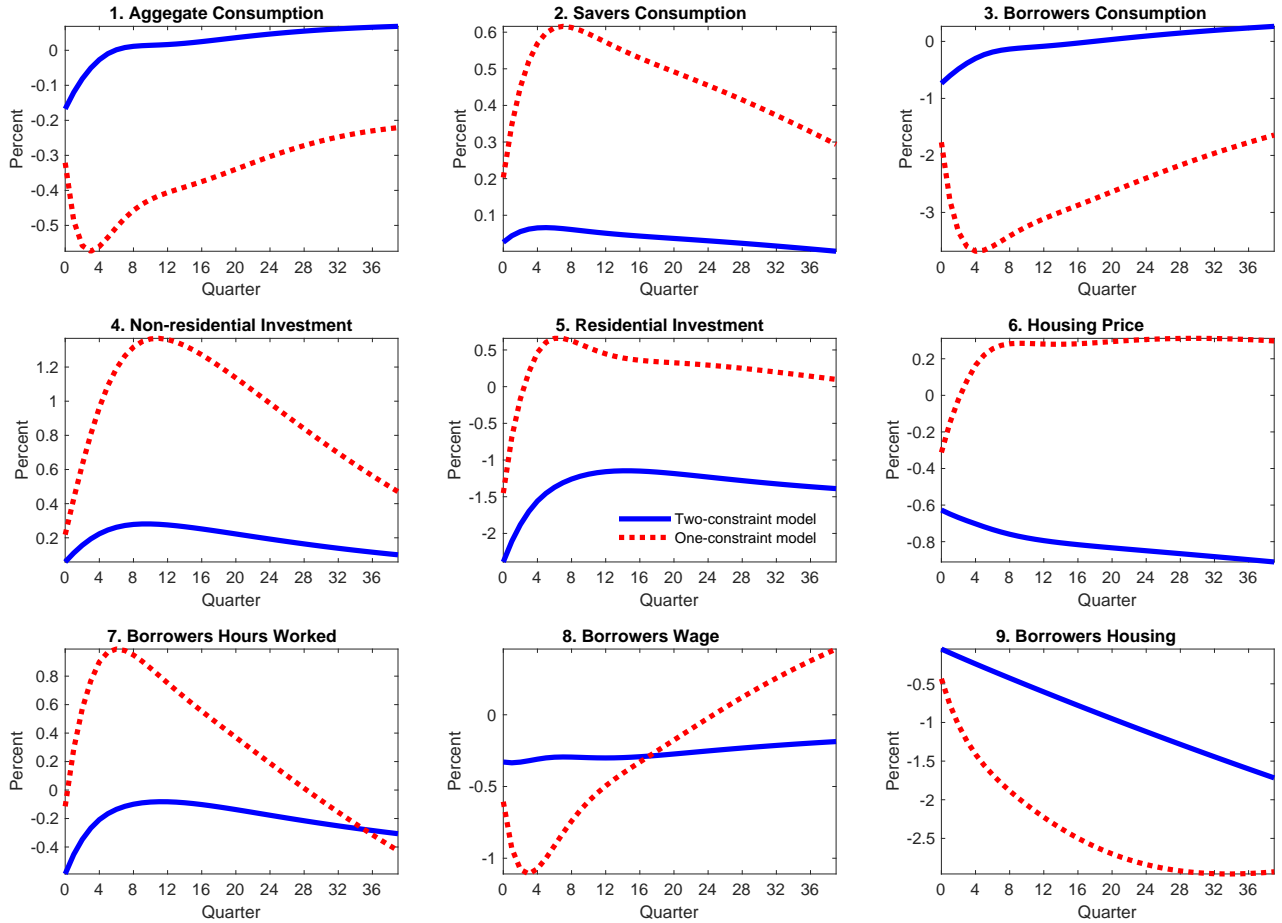 1. Aggegate Consumption
0
-0.1
-0.2
-0.3
-0.4
-0.5
Percent
0 4 8 12 16 20 24 28 32 36
Quarter
2. Savers Consumption
0.6
0.5
0.4
0.3
0.2
0.1
Percent
0 4 8 12 16 20 24 28 32 36
Quarter
3. Borrowers Consumption
0
-1
-2
-3
Percent
0 4 8 12 16 20 24 28 32 36
Quarter
4. Non-residential Investment
1.2
1
0.8
0.6
0.4
0.2
Percent
0 4 8 12 16 20 24 28 32 36
Quarter
5. Residential Investment
0.5
0
-0.5
-1
-1.5
-2
Percent
Two-constraint model
One-constraint model
0 4 8 12 16 20 24 28 32 36
Quarter
6. Housing Price
0.2
0
-0.2
-0.4
-0.6
-0.8
Percent
0 4 8 12 16 20 24 28 32 36
Quarter
7. Borrowers Hours Worked
0.8
0.6
0.4
0.2
0
-0.2
-0.4
Percent
0 4 8 12 16 20 24 28 32 36
Quarter
8. Borrowers Wage
0
-0.5
-1
Percent
0 4 8 12 16 20 24 28 32 36
Quarter
9. Borrowers Housing
-0.5
-1
-1.5
-2
-2.5
Percent
0 4 8 12 16 20 24 28 32 36
Quarter